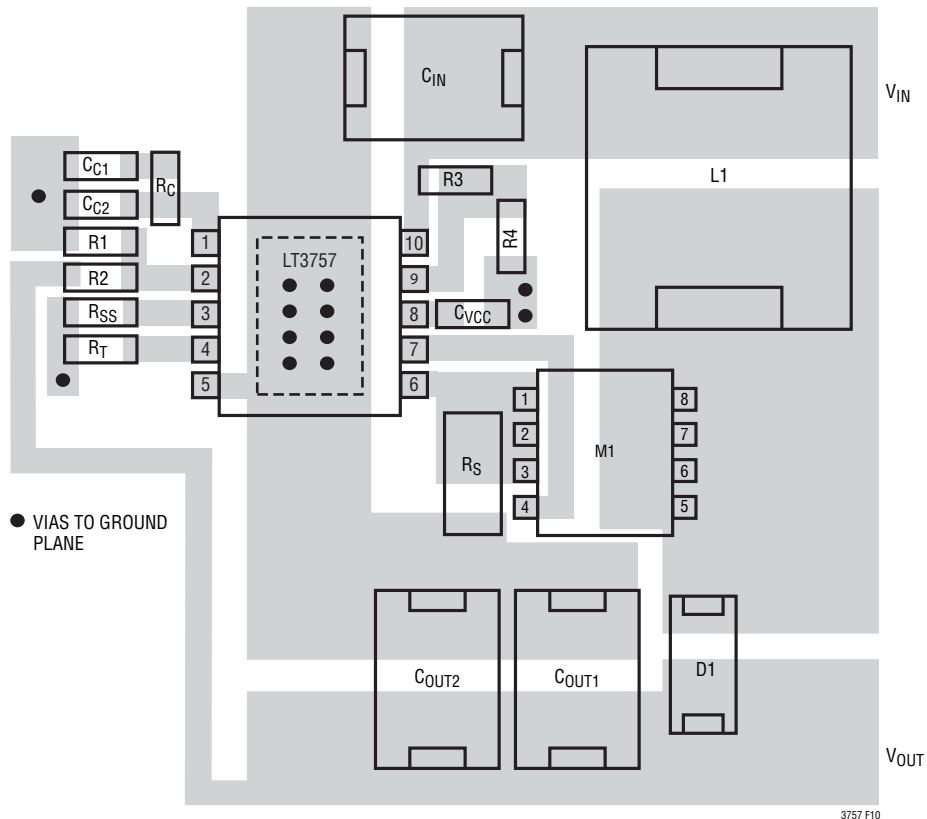 CIN
VIN
L1
CC1
RC
CC2
R1
R2
RSS
RT
R3
R4
LT3757
1
2
3
4
5
10
9
8
7
6
CVCC
RS
M1
1
2
3
4
8
7
6
5
VIAS TO GROUND
PLANE
COUT2
COUT1
D1
VOUT
3757 F10